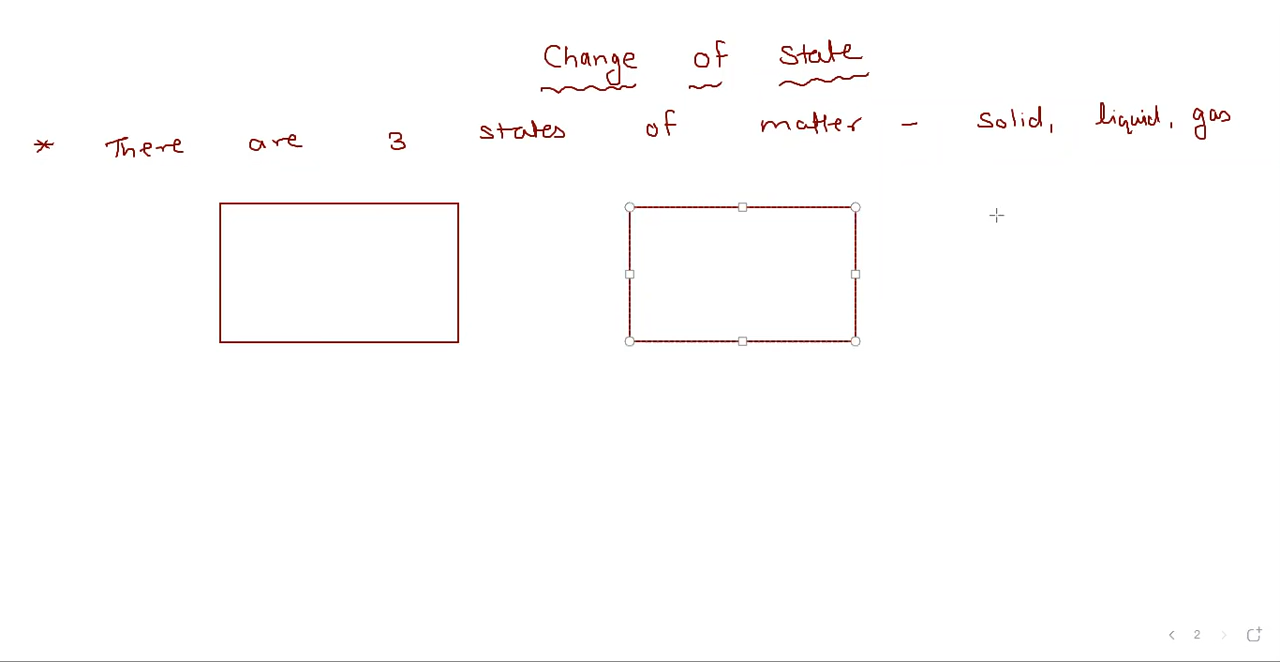 Change of state
* There are 3 states of matter - solid, liquid, gas
2